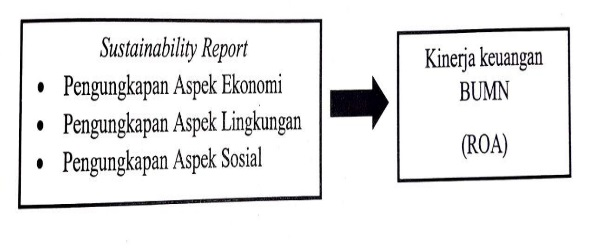 Sustainability Report
• Pengungkapan Aspek Ekonomi
• Pengungkapan Aspek Lingkungan
• Pengungkapan Aspek Sosial
Kinerja keuangan
BUMN
(ROA)